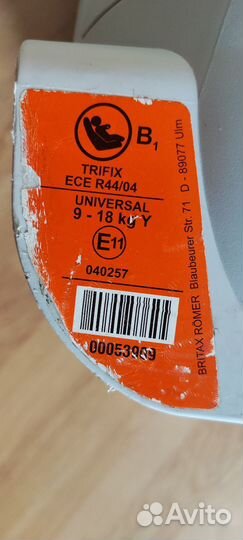 B1
TRIFIX
ECE R44/04
UNIVERSAL
9 - 18 kg Y
E11
040257
BRITAX RÖMER Blaubeurer Str. 71 D - 89077 Ulm
Avito